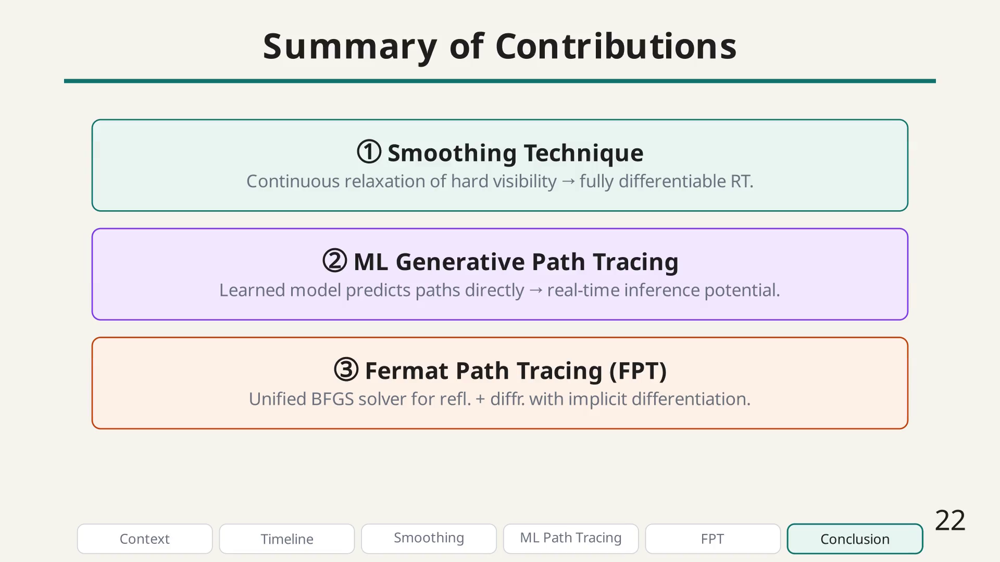 Summary of Contributions
① Smoothing Technique
Continuous relaxation of hard visibility → fully differentiable RT.
② ML Generative Path Tracing
Learned model predicts paths directly → real-time inference potential.
③ Fermat Path Tracing (FPT)
Unified BFGS solver for refl. + diffr. with implicit differentiation.
Context
Timeline
Smoothing
ML Path Tracing
FPT
Conclusion
22